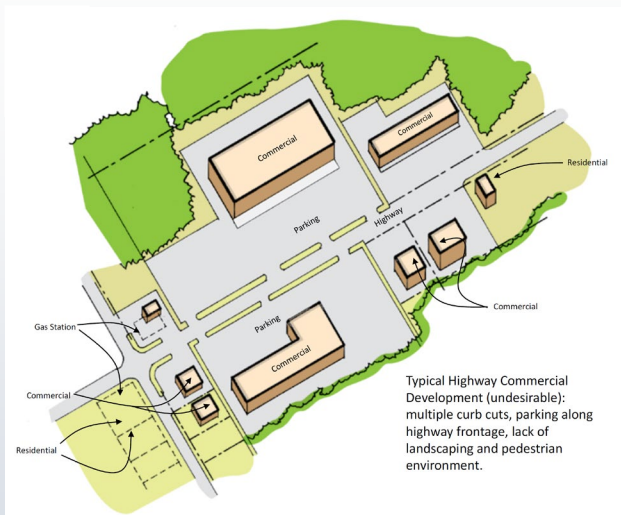 Commercial
Commercial
Residential
Highway
Parking
Commercial
Gas Station
Parking
Commercial
Commercial
Residential
Typical Highway Commercial
Development (undesirable):
multiple curb cuts, parking along
highway frontage, lack of
landscaping and pedestrian
environment.